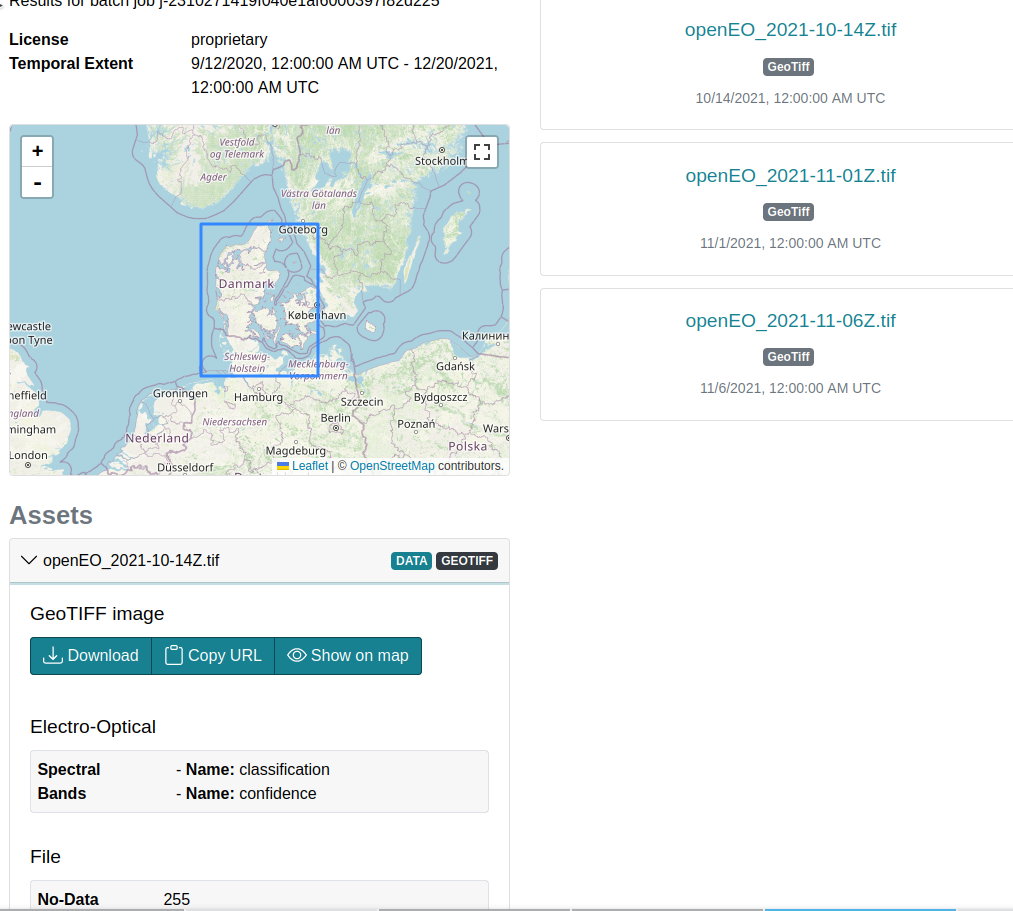 Results for batch job j-2310271419f040e1af6000397f82d225
License proprietary
Temporal Extent 9/12/2020, 12:00:00 AM UTC - 12/20/2021,
12:00:00 AM UTC
+
-
län
Vestfold
og Telemark
Agder
Stockholm
Västra Götalands
län
Göteborg
Danmark
København
ewcastle
pon Tyne
Калинин
Schleswig-
Holstein
Mecklenburg-
Vorpommern
Gdańsk
heffield
Groningen
Hamburg
Szczecin
Bydgoszcz
ngland
mingham
Niedersachsen
Berlin
Poznań
Wars
Nederland
Polska
London
Magdeburg
Düsseldorf
Leaflet | © OpenStreetMap contributors.
Assets
openEO_2021-10-14Z.tif DATA GEOTIFF
GeoTIFF image
Download Copy URL Show on map
Electro-Optical
Spectral - Name: classification
Bands - Name: confidence
File
No-Data 255
openEO_2021-10-14Z.tif
GeoTiff
10/14/2021, 12:00:00 AM UTC
openEO_2021-11-01Z.tif
GeoTiff
11/1/2021, 12:00:00 AM UTC
openEO_2021-11-06Z.tif
GeoTiff
11/6/2021, 12:00:00 AM UTC